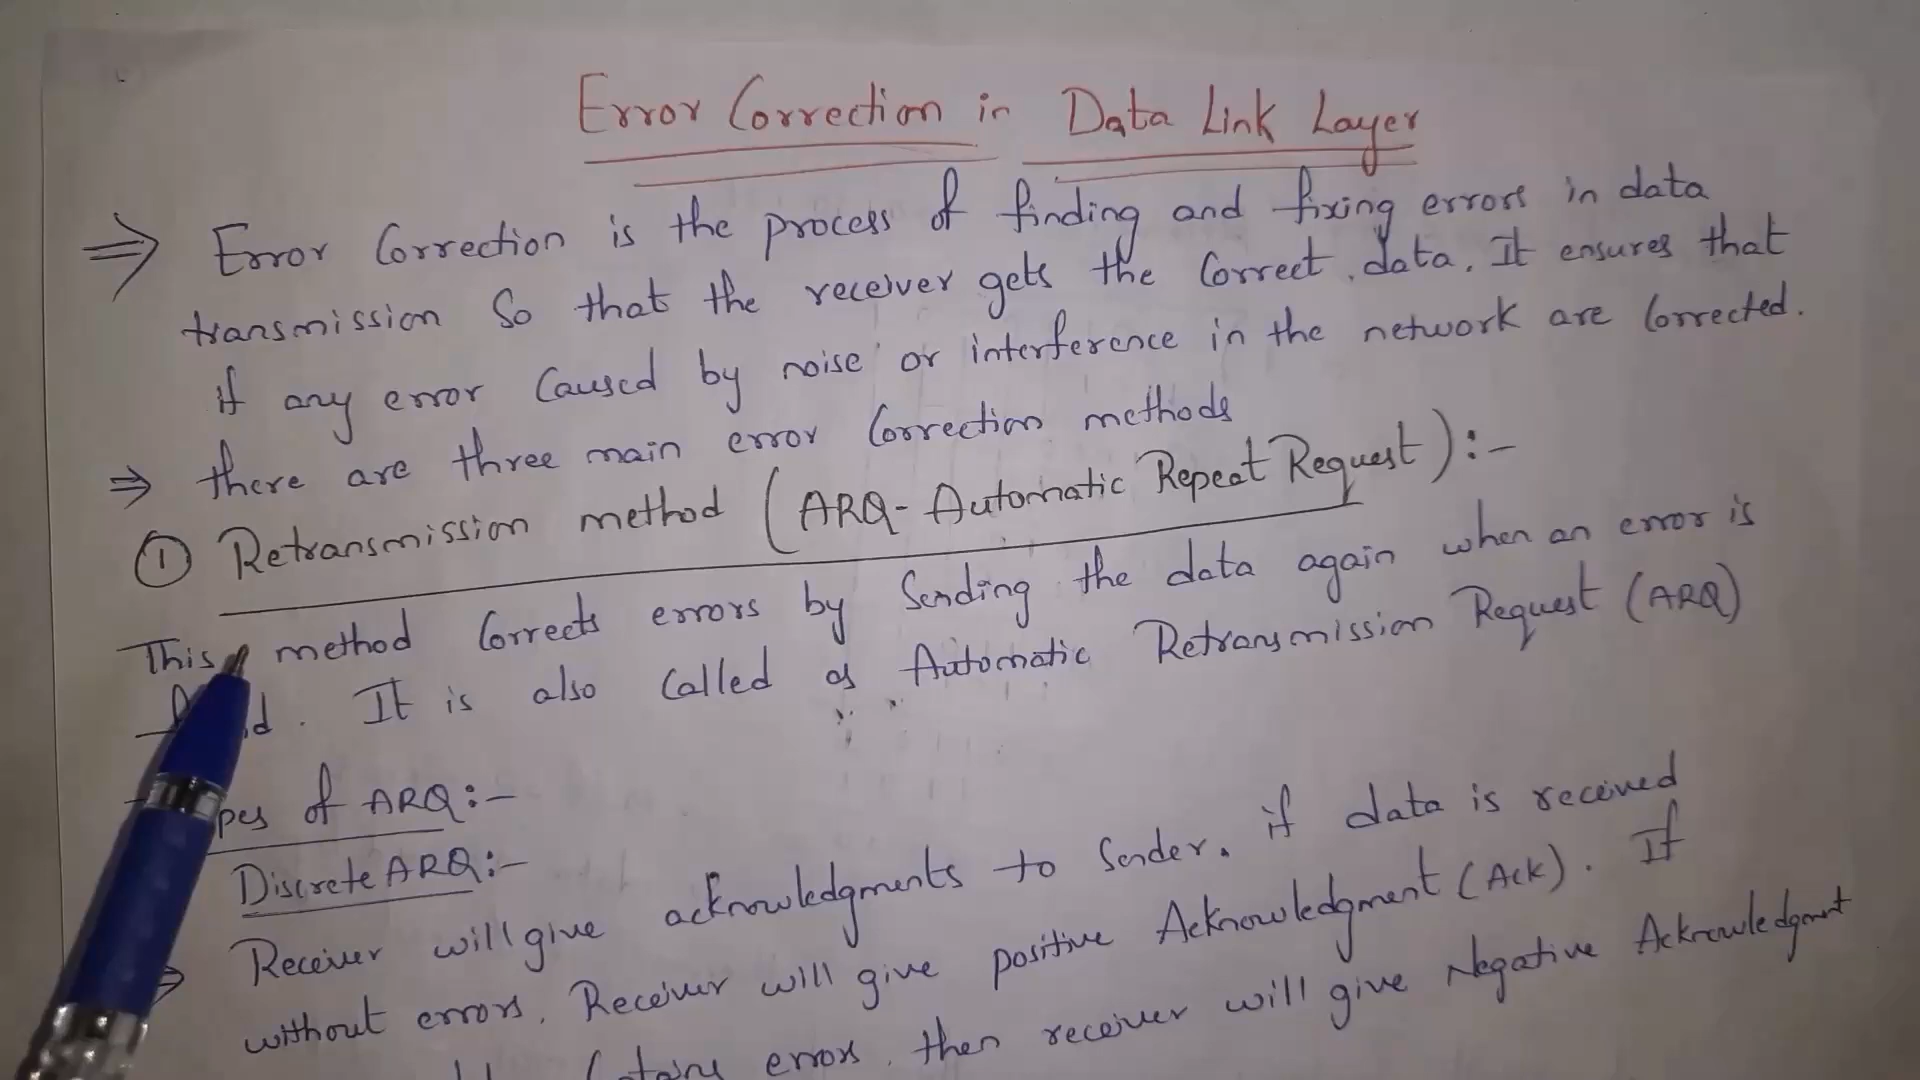 Error Correction in Data Link Layer
⇒ Error Correction is the process of finding and fixing errors in data
transmission So that the receiver gets the Correct data. It ensures that
if any error Caused by noise or interference in the network are Corrected.
⇒ there are three main error Correction methods
① Retransmission method (ARQ- Automatic Repeat Request):-
This method Corrects errors by Sending the data again when an error is
. It is also Called as Automatic Retransmission Request (ARQ)
of ARQ:-
Discrete ARQ:-
Receiver will give acknowledgments to Sender. if data is received
without errors, Receiver will give positive Acknowledgment (Ack). If
errors, then receiver will give Negative Acknowledgment